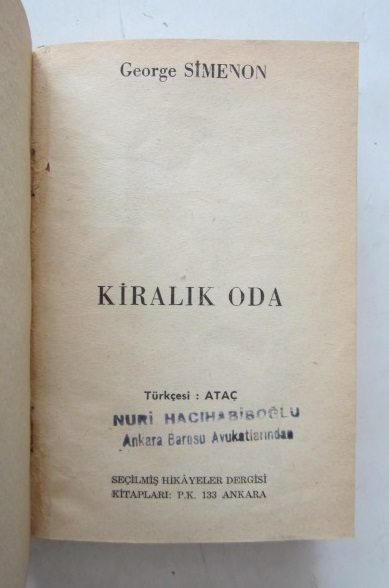 George SİMENON
KİRALIK ODA
Türkçesi : ATAÇ
NURİ HACIHABİBOĞLU
Ankara Barosu Avukatlarından
SEÇİLMİŞ HİKÂYELER DERGİSİ
KİTAPLARI: P.K. 133 ANKARA